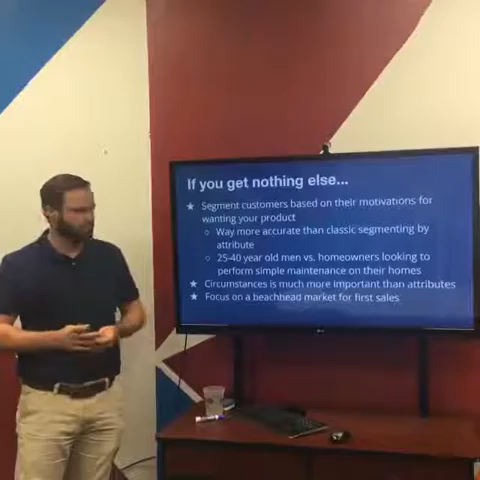 If you get nothing else...
★ Segment customers based on their motivations for
wanting your product
○ Way more accurate than classic segmenting by
attribute
○ 25-40 year old men vs. homeowners looking to
perform simple maintenance on their homes
★ Circumstances is much more important than attributes
★ Focus on a beachhead market for first sales